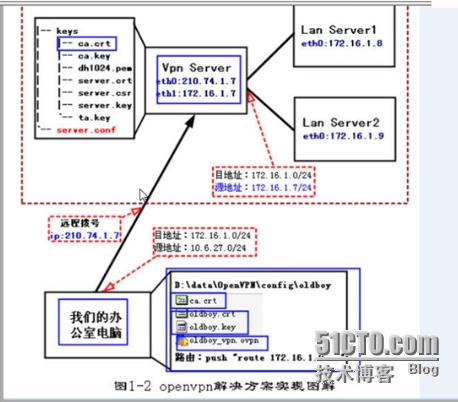 keys
ca.crt
ca.key
dh1024.pem
server.crt
server.csr
server.key
ta.key
server.conf
Vpn Server
eth0:210.74.1.7
eth1:172.16.1.7
Lan Server1
eth0:172.16.1.8
Lan Server2
eth0:172.16.1.9
目地址：172.16.1.0/24
源地址：172.16.1.7/24
远程拨号
ip:210.74.1.7
目地址：172.16.1.0/24
源地址：10.6.27.0/24
我们的办
公室电脑
D:\data\OpenVPN\config\oldboy
ca.crt
oldboy.crt
oldboy.key
oldboy_vpn.ovpn
路由：push "route 172.16.1.
51CTO.com
技术博客 Blog
图1-2 openvpn解决方案实现图解